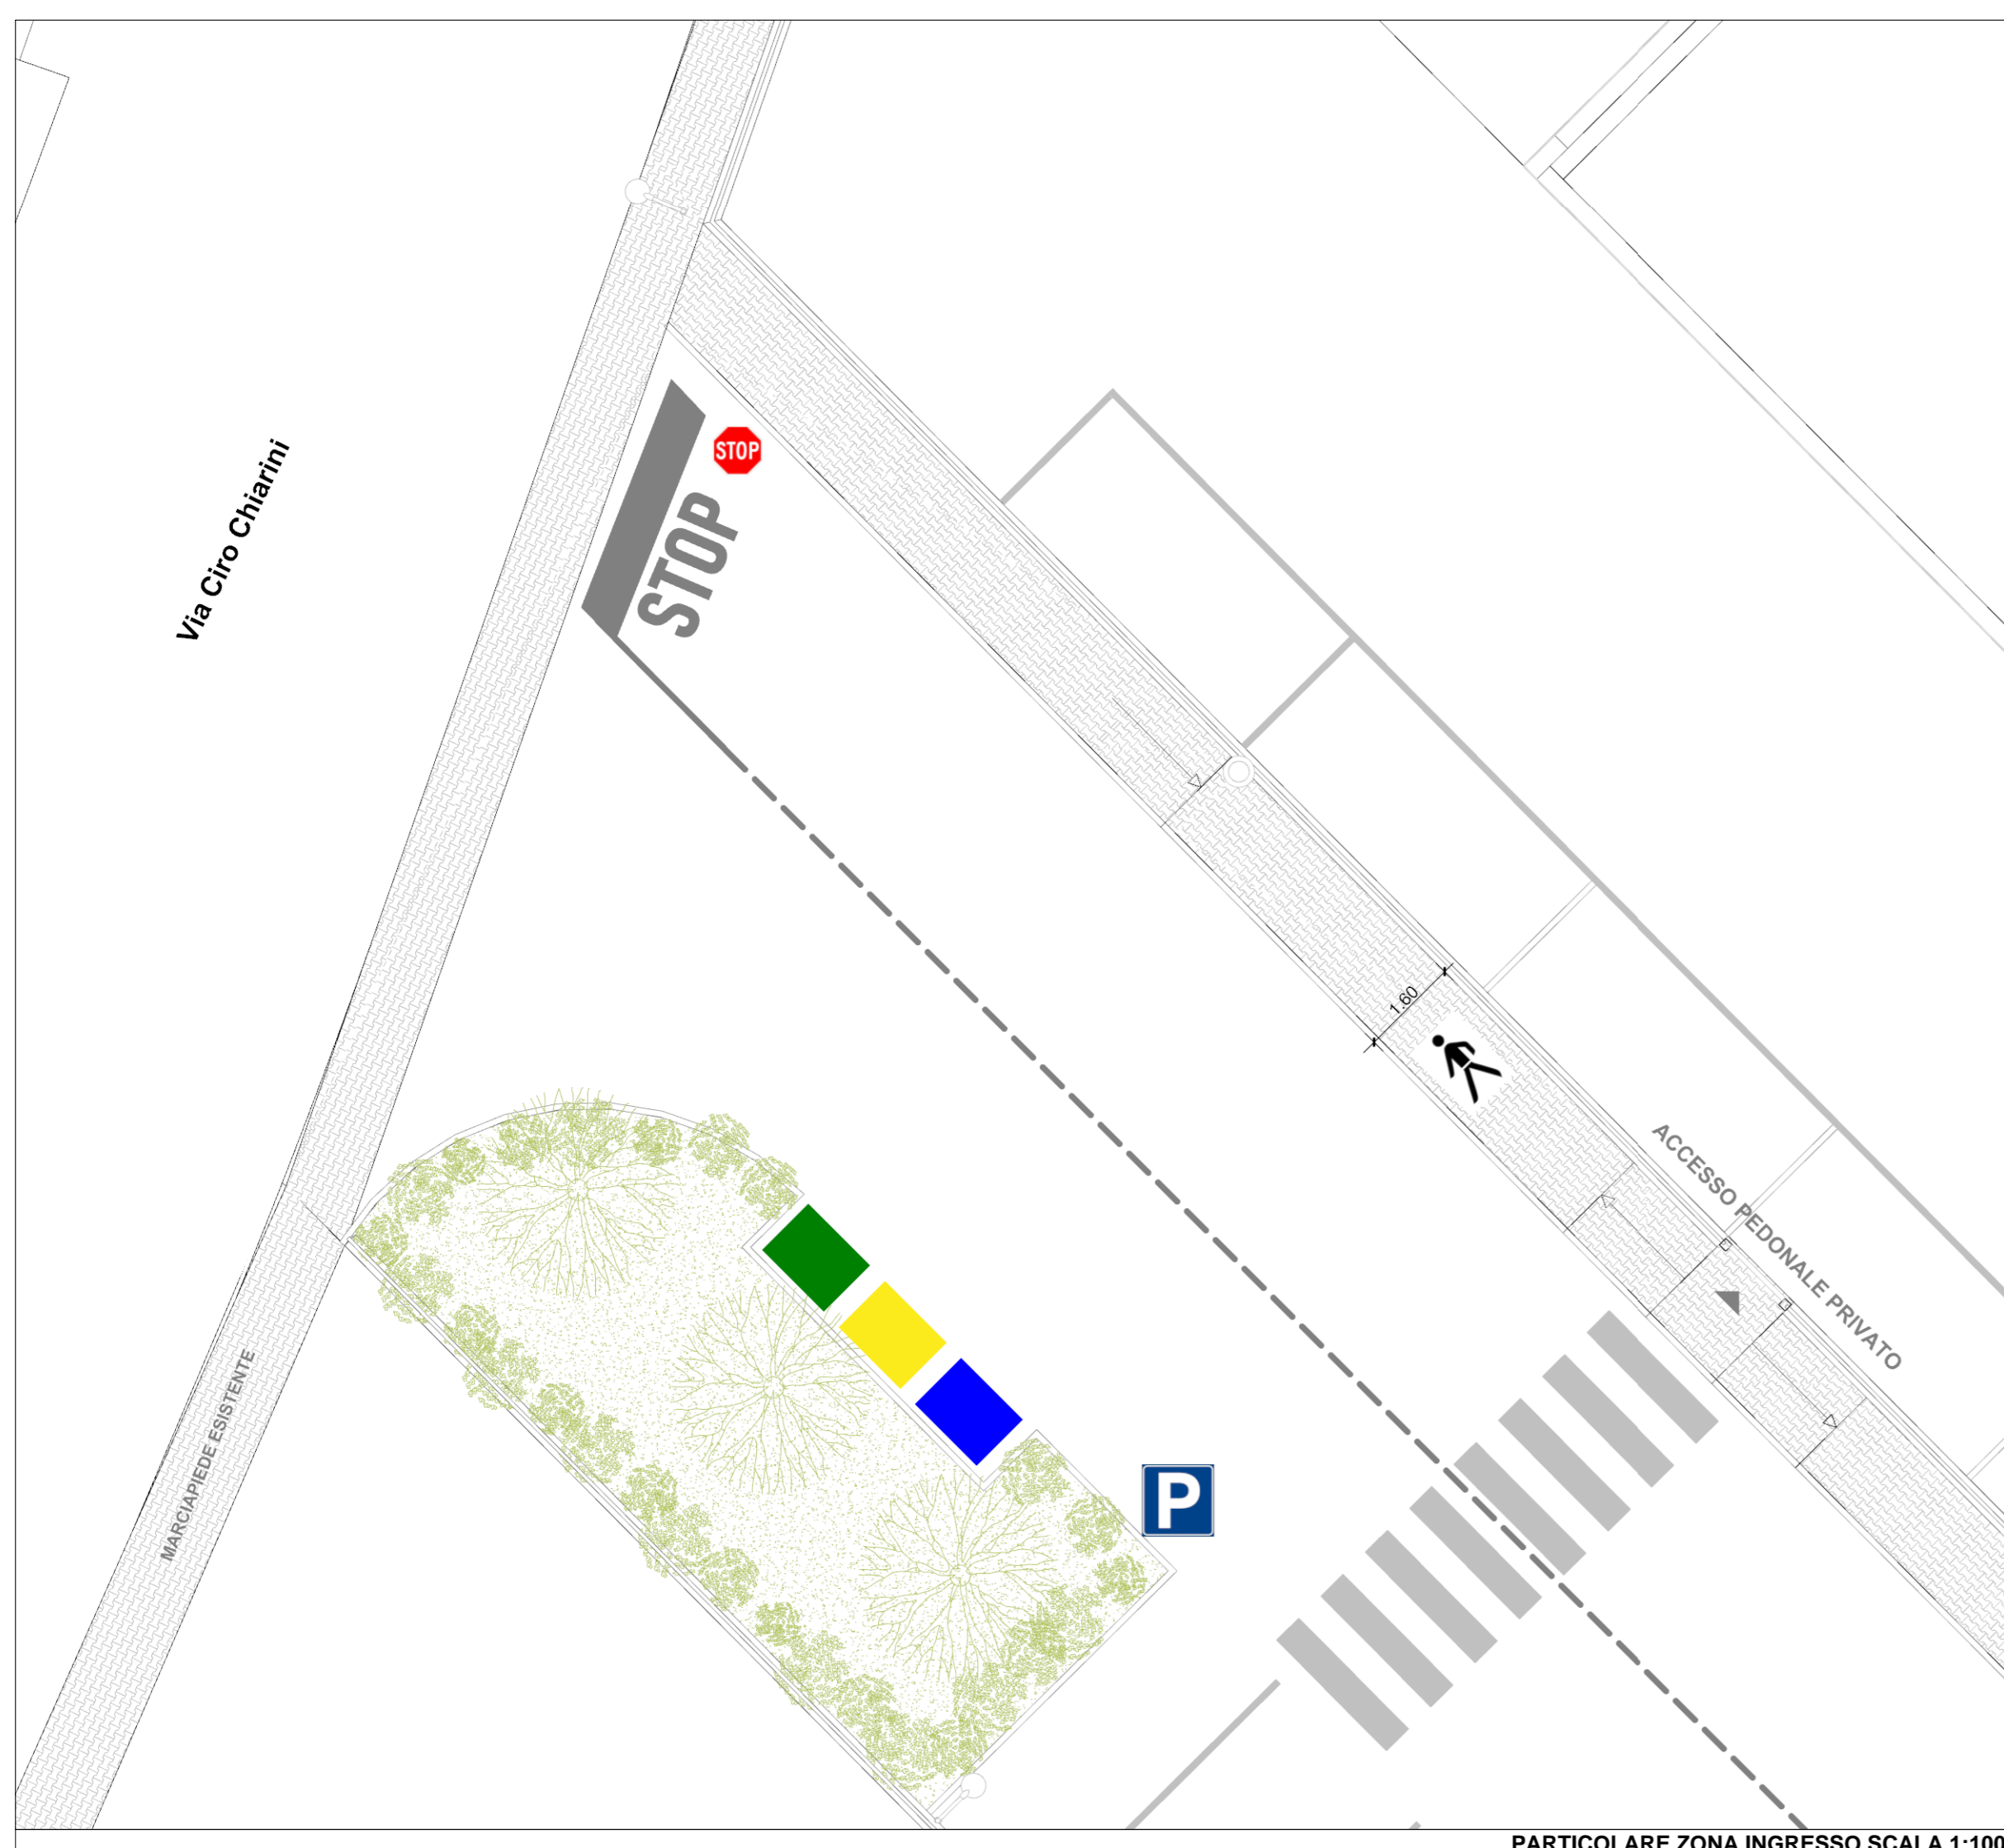 Via Ciro Chiarini
STOP
STOP
1.60
ACCESSO PEDONALE PRIVATO
MARCIAPIEDE ESISTENTE
P
PARTICOLARE ZONA INGRESSO SCALA 1:100